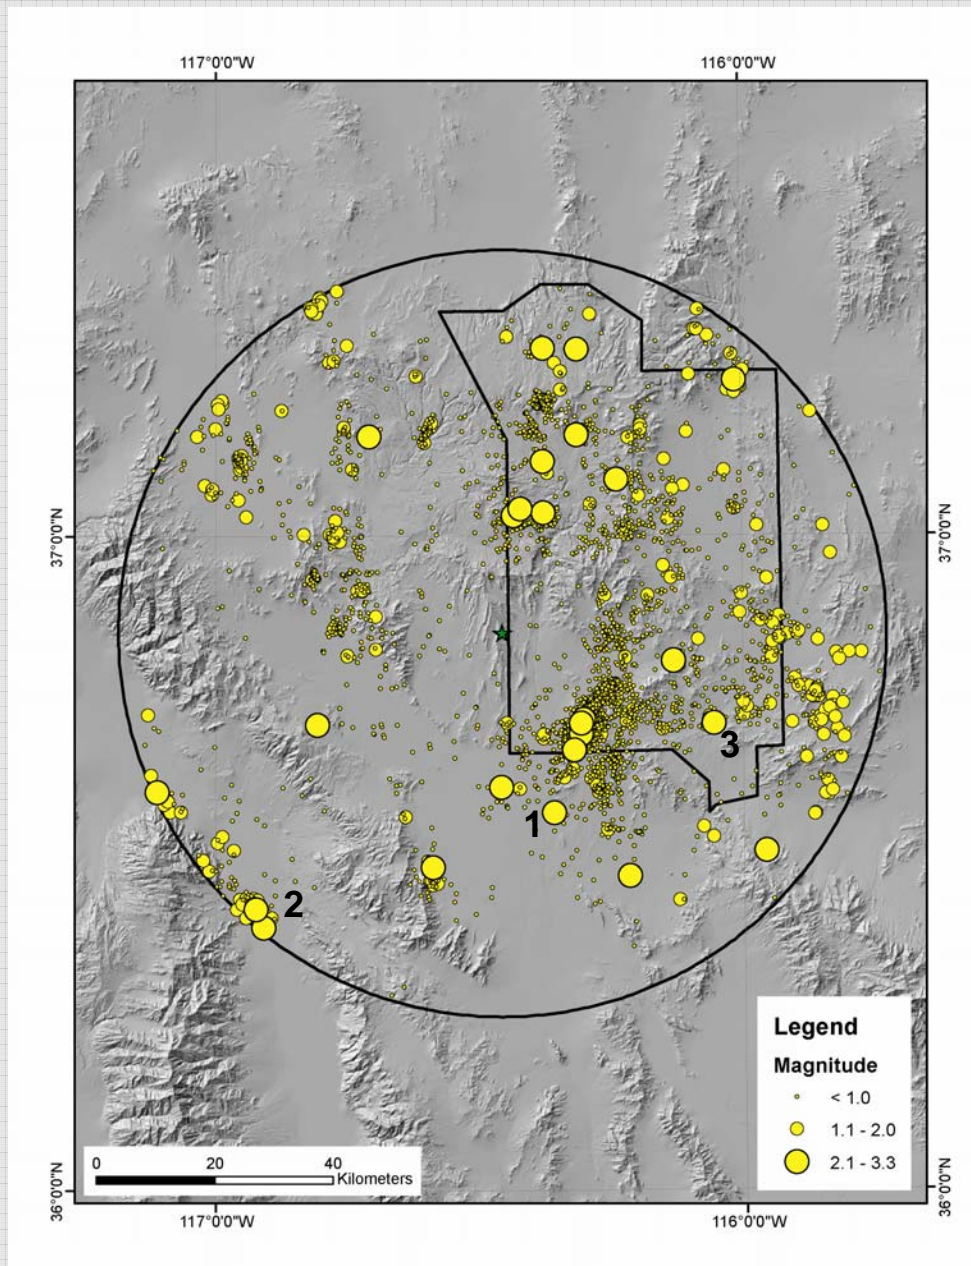 117°0'0"W 116°0'0"W
37°0'0"N 37°0'0"N
3
1
2
Legend
Magnitude
< 1.0
1.1 - 2.0
2.1 - 3.3
0 20 40
Kilometers
36°0'0"N 36°0'0"N
117°0'0"W 116°0'0"W